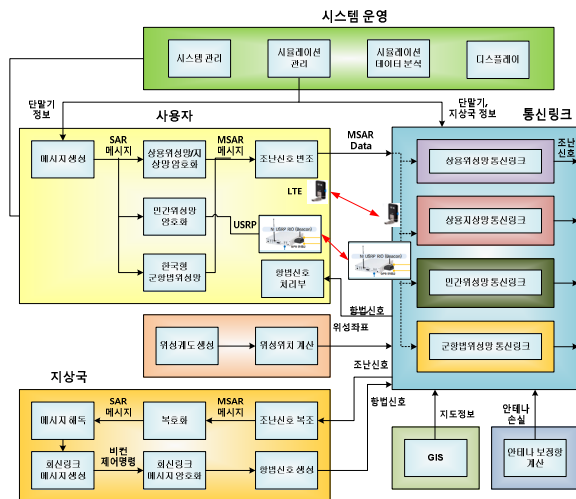 시스템 운영
시스템 관리
시뮬레이션
관리
시뮬레이션
데이터 분석
디스플레이
단말기
정보
사용자
단말기,
지상국 정보
통신링크
메시지 생성
SAR
메시지
상용위성망/지
상망 암호화
MSAR
메시지
조난신호 변조
MSAR
Data
상용위성망 통신링크
조난
신호
LTE
민간위성망
암호화
USRP
NI USRP RIO (Beacon)
상용지상망 통신링크
NI USRP RIO (Beacon)
한국형
군항법위성망
항법신호
처리부
민간위성망 통신링크
항법신호
위성좌표
위성궤도 생성
위성위치 계산
군항법위성망 통신링크
지상국
조난신호
항법신호
메시지 해독
SAR
메시지
복호화
MSAR
메시지
조난신호 복조
회신링크
메시지 생성
비컨
제어명령
회신링크
메시지 암호화
항법신호 생성
지도정보
안테나
손실
GIS
안테나 보정항
계산